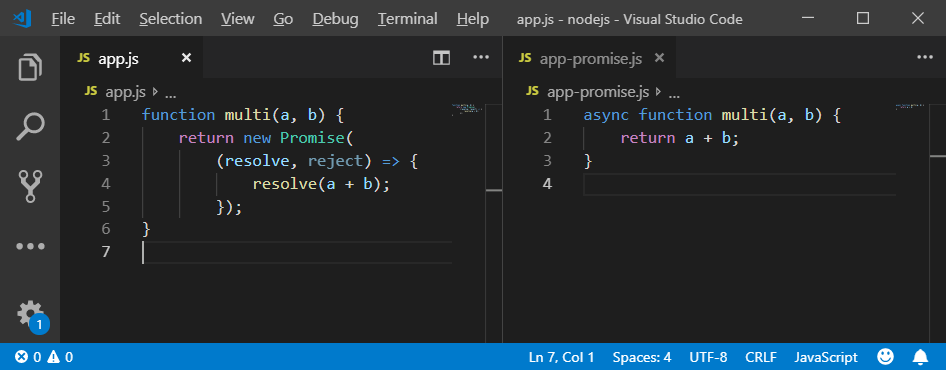 File Edit Selection View Go Debug Terminal Help app.js - nodejs - Visual Studio Code
JS app.js
JS app.js ...
1 function multi(a, b) {
2     return new Promise(
3         (resolve, reject) => {
4             resolve(a + b);
5         });
6 }
7
JS app-promise.js
JS app-promise.js ...
1 async function multi(a, b) {
2     return a + b;
3 }
4
1
0 0 Ln 7, Col 1 Spaces: 4 UTF-8 CRLF JavaScript